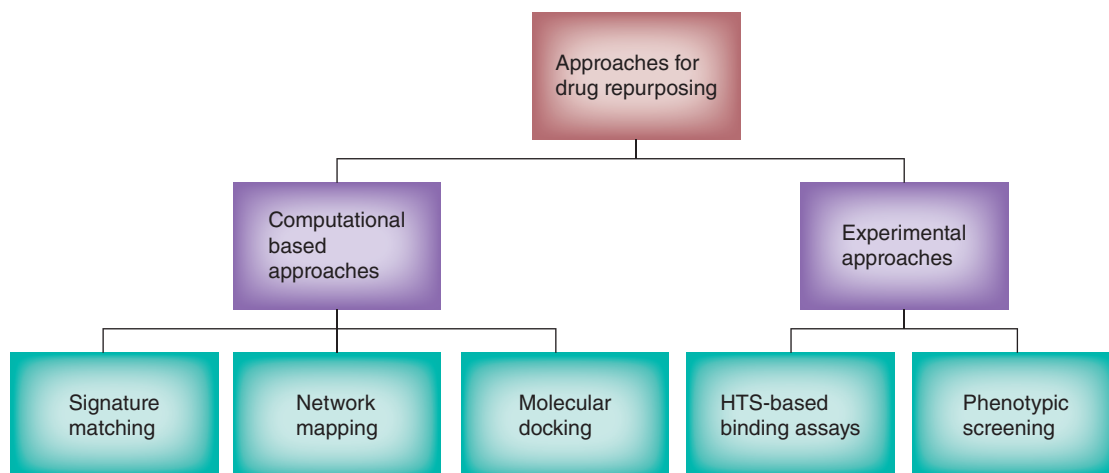 Approaches for
drug repurposing
Computational
based
approaches
Experimental
approaches
Signature
matching
Network
mapping
Molecular
docking
HTS-based
binding assays
Phenotypic
screening